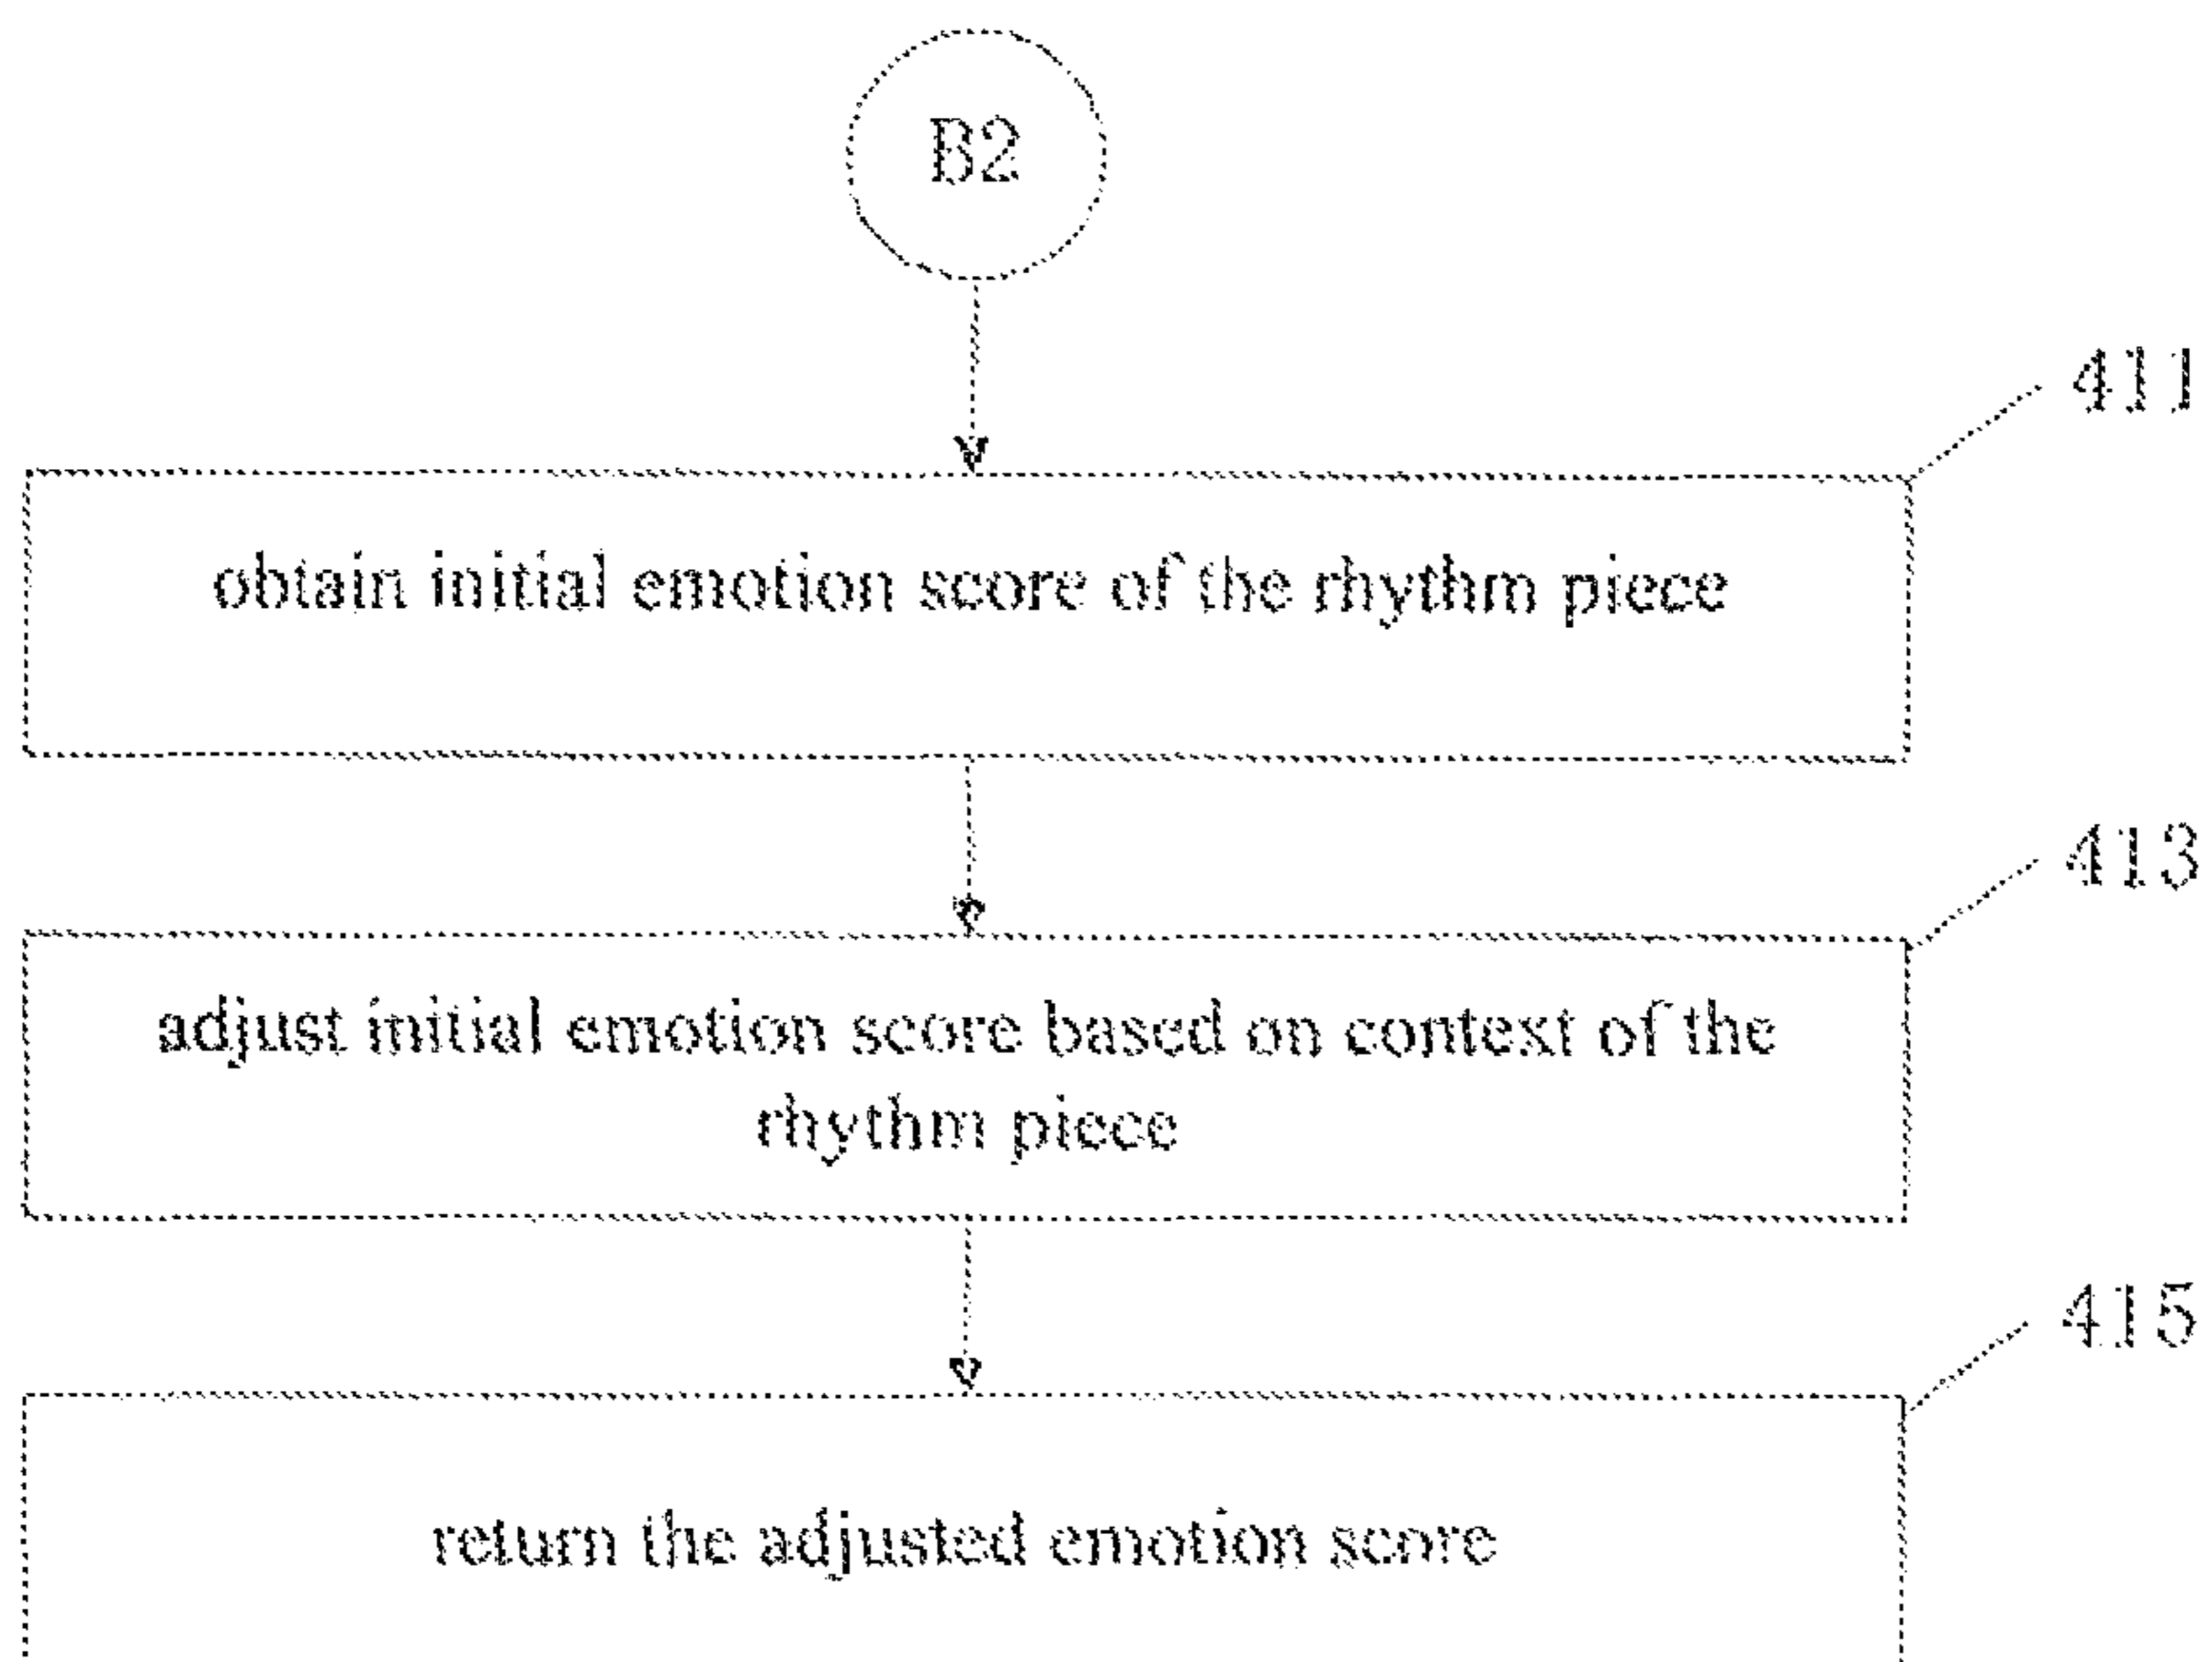 B2
411
obtain initial emotion score of the rhythm piece
413
adjust initial emotion score based on context of the
rhythm piece
415
return the adjusted emotion score